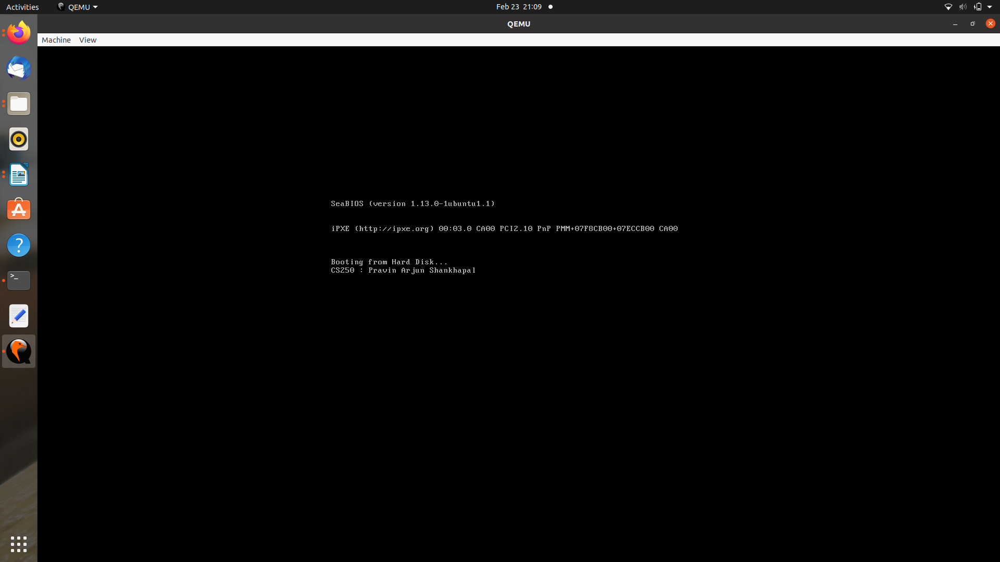 Activities QEMU Feb 23 21:09
QEMU
Machine View
SeaBIOS (version 1.13.0-1ubuntu1.1)
iPXE (http://ipxe.org) 00:03.0 CA00 PCI2.10 PnP PMM+07F8CB00+07ECCB00 CA00
Booting from Hard Disk...
CS250 : Pravin Arjun Shankhapal